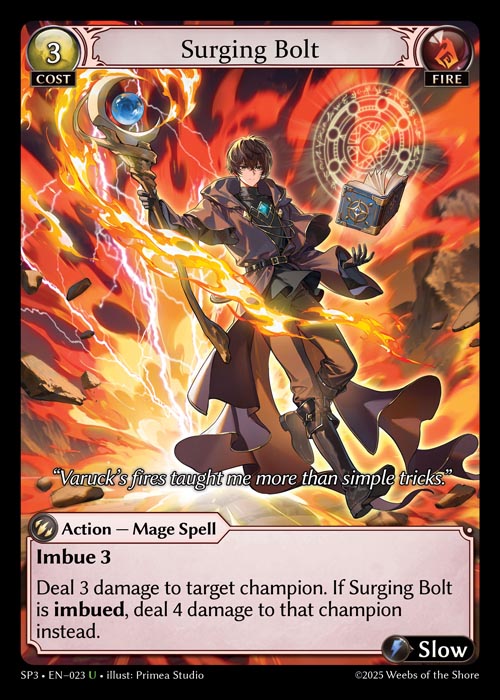 3
COST
Surging Bolt
FIRE
“Varuck’s fires taught me more than simple tricks.”
Action — Mage Spell
Imbue 3
Deal 3 damage to target champion. If Surging Bolt
is imbued, deal 4 damage to that champion
instead.
Slow
SP3 • EN–023 U • illust: Primea Studio
©2025 Weebs of the Shore